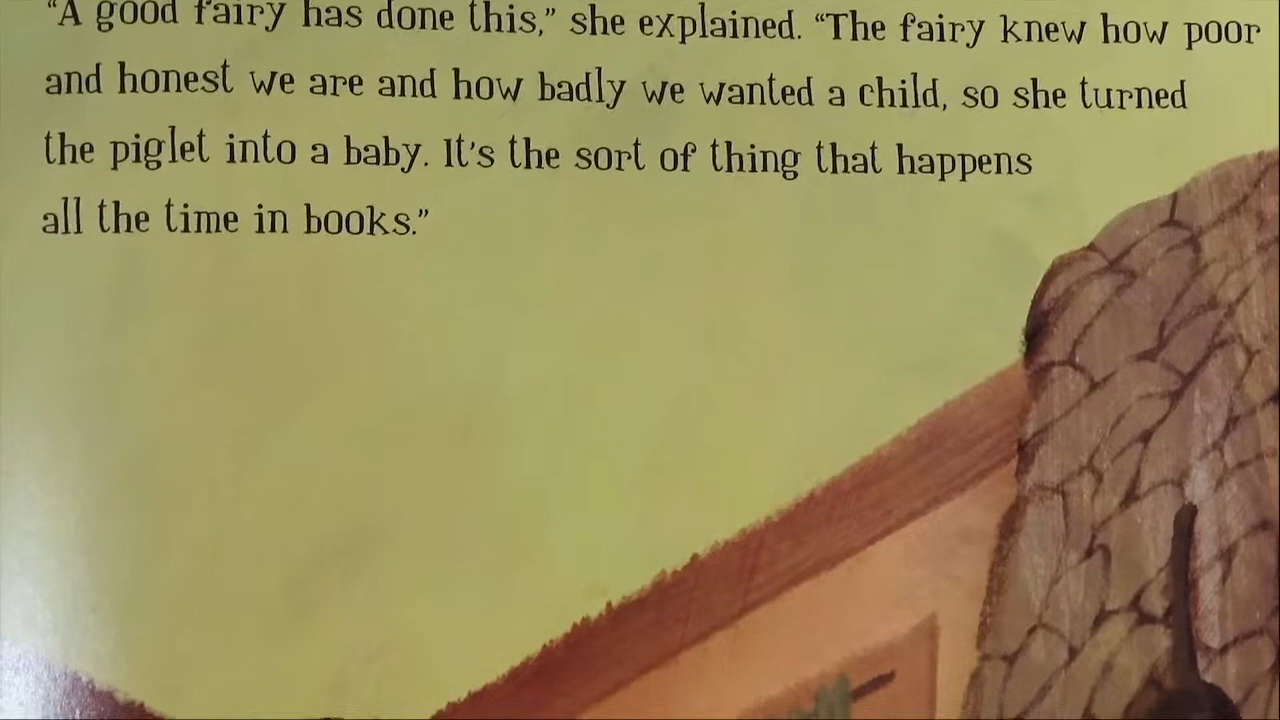 “A good fairy has done this,” she explained. “The fairy knew how poor
and honest we are and how badly we wanted a child, so she turned
the piglet into a baby. It’s the sort of thing that happens
all the time in books.”